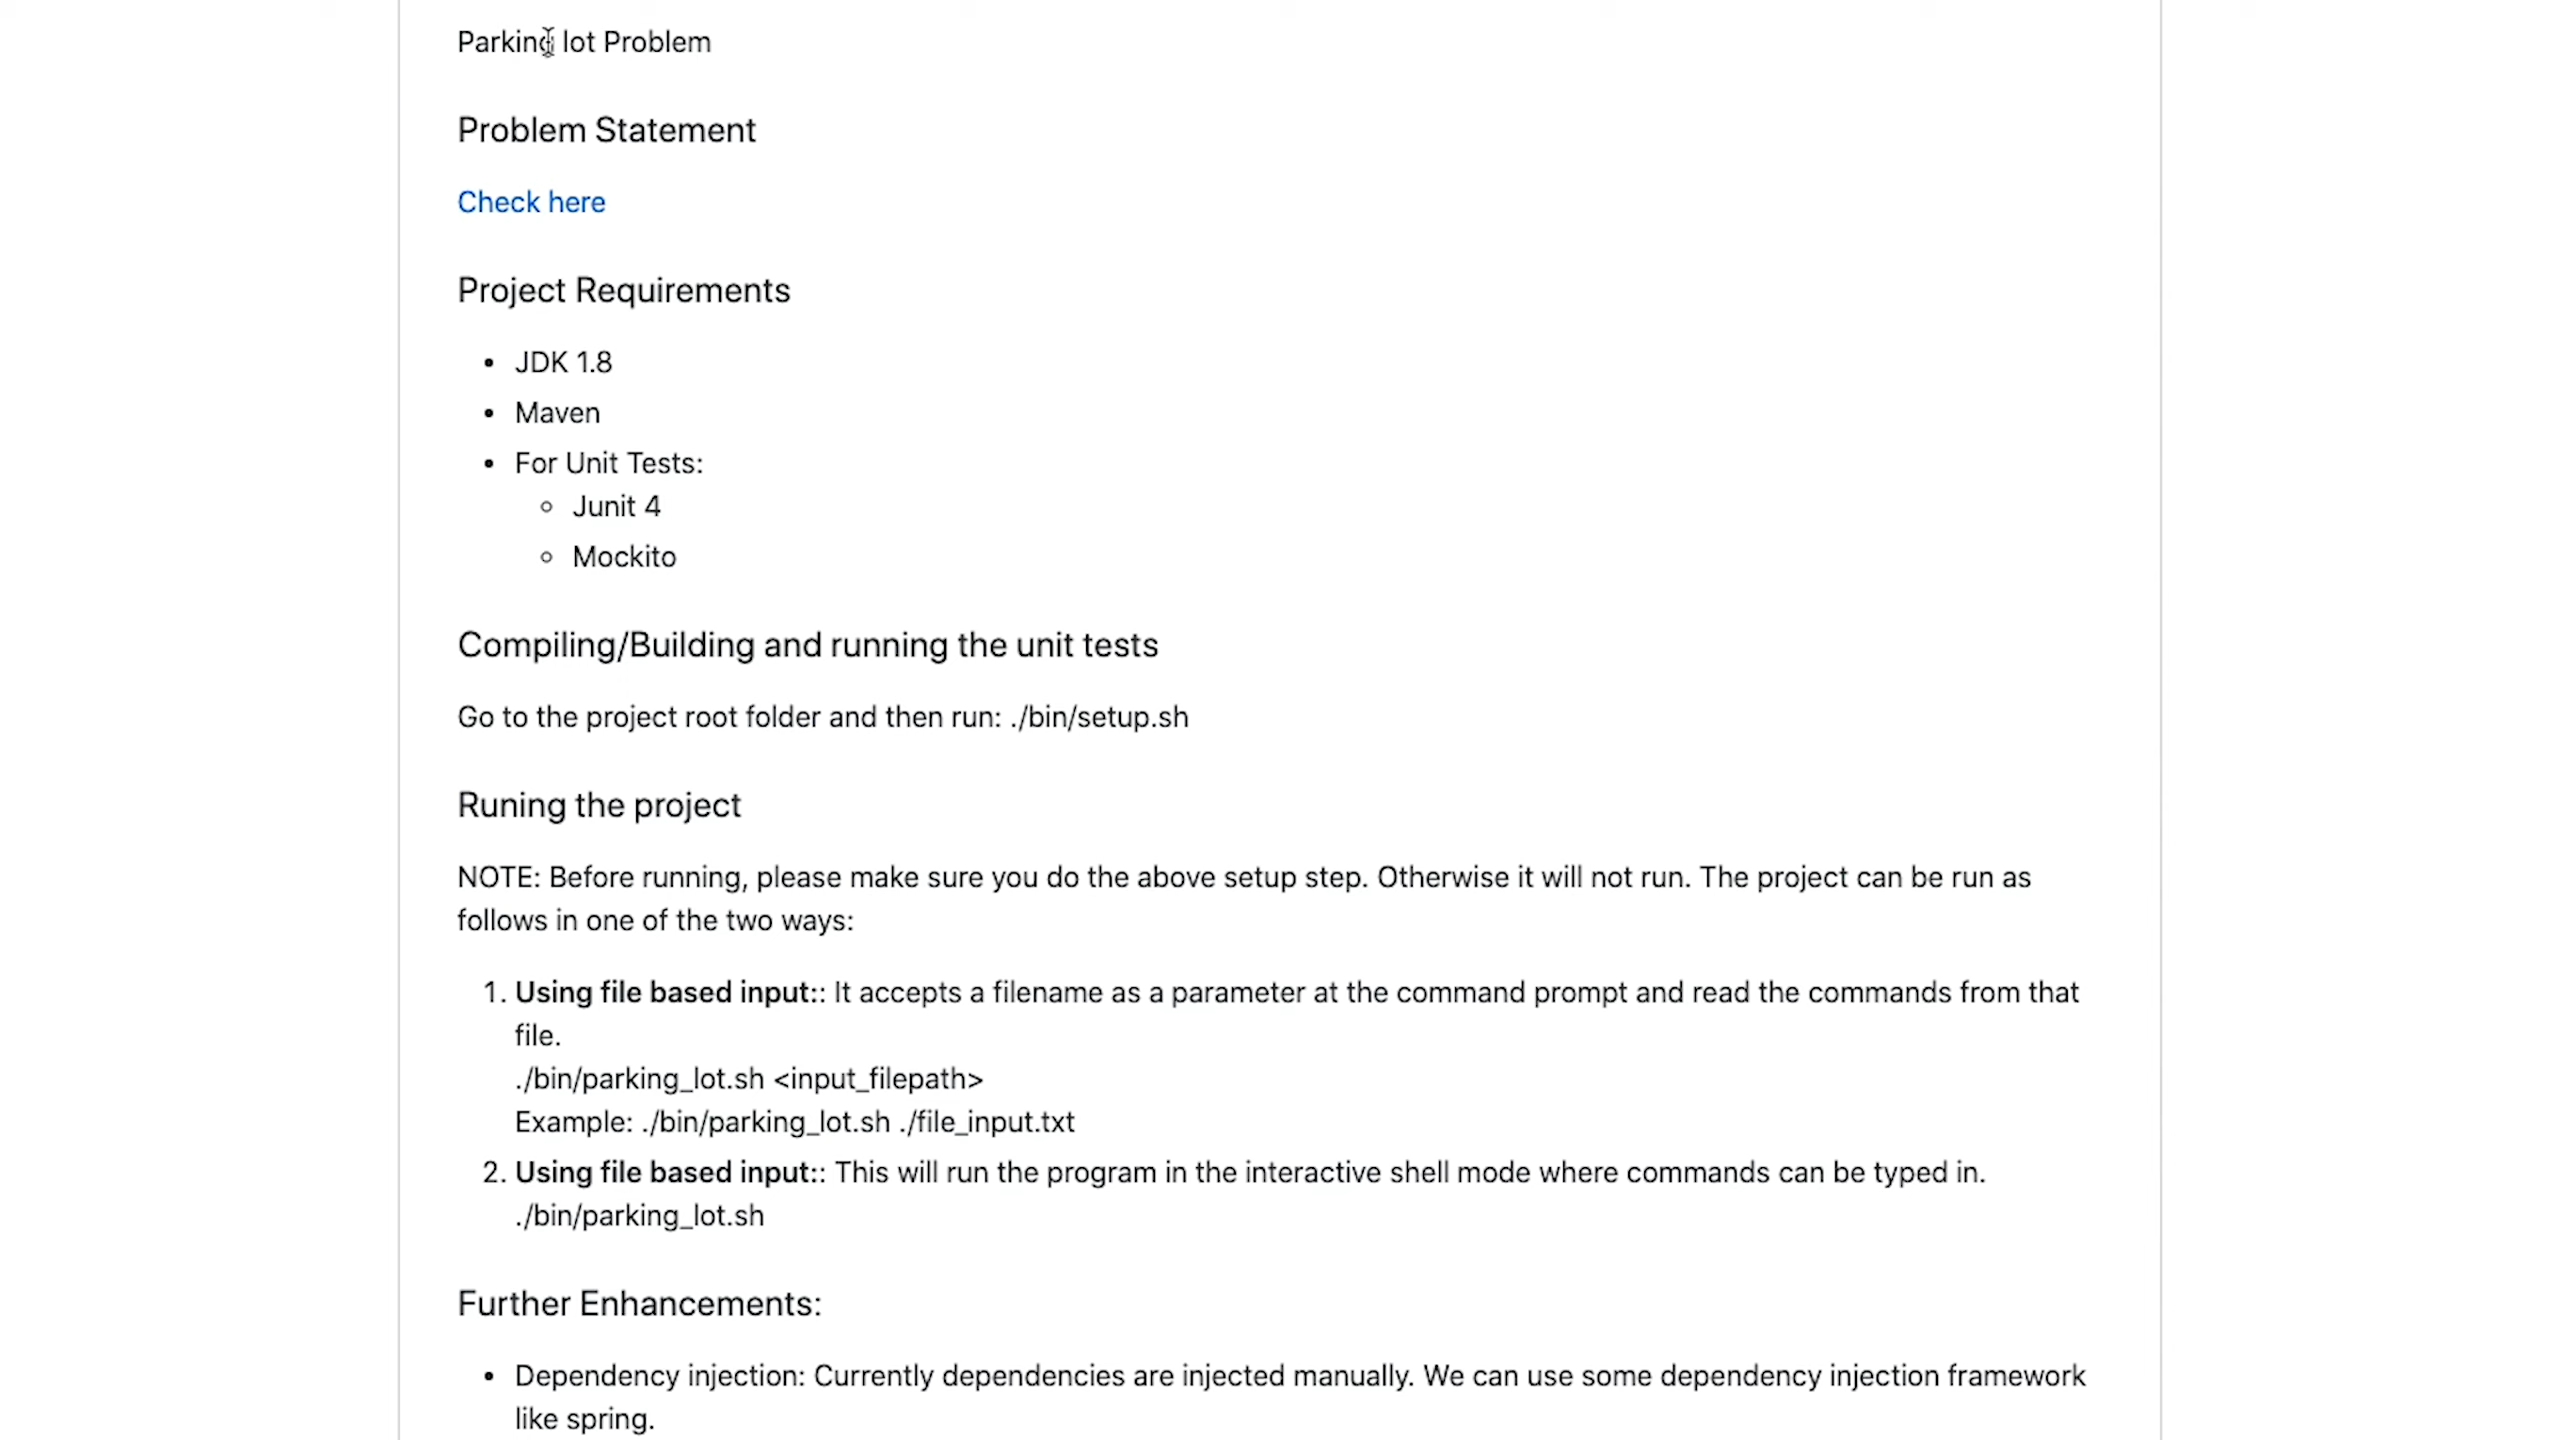 Parking lot Problem
Problem Statement
Check here
Project Requirements
• JDK 1.8
• Maven
• For Unit Tests:
◦ Junit 4
◦ Mockito
Compiling/Building and running the unit tests
Go to the project root folder and then run: ./bin/setup.sh
Runing the project
NOTE: Before running, please make sure you do the above setup step. Otherwise it will not run. The project can be run as
follows in one of the two ways:
1. Using file based input:: It accepts a filename as a parameter at the command prompt and read the commands from that
file.
./bin/parking_lot.sh <input_filepath>
Example: ./bin/parking_lot.sh ./file_input.txt
2. Using file based input:: This will run the program in the interactive shell mode where commands can be typed in.
./bin/parking_lot.sh
Further Enhancements:
• Dependency injection: Currently dependencies are injected manually. We can use some dependency injection framework
like spring.